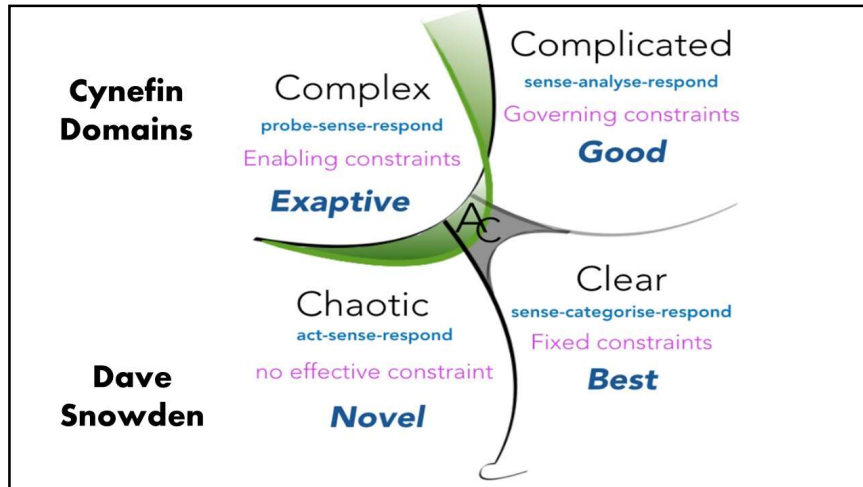 Cynefin
Domains
Complex
probe-sense-respond
Enabling constraints
Exaptive
Complicated
sense-analyse-respond
Governing constraints
Good
A
C
Chaotic
act-sense-respond
no effective constraint
Novel
Clear
sense-categorise-respond
Fixed constraints
Best
Dave
Snowden